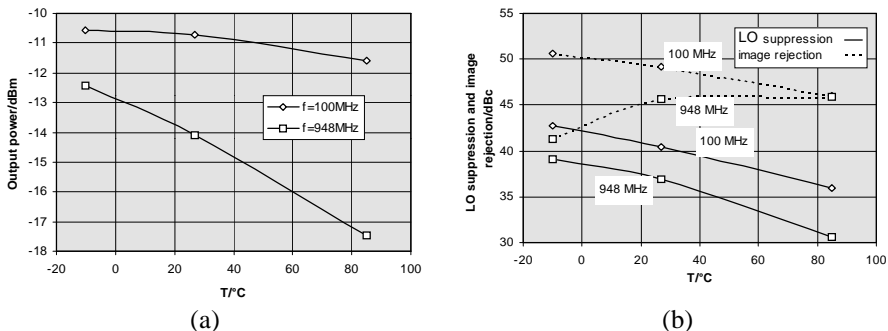 -10
-11
-12
-13
-14
-15
-16
-17
-18
Output power/dBm
f=100MHz
f=948MHz
-20 0 20 40 60 80 100
T/°C
(a)
55
50
45
40
35
30
LO suppression and image
rejection/dBc
LO suppression
image rejection
100 MHz
948 MHz
100 MHz
948 MHz
-20 0 20 40 60 80 100
T/°C
(b)